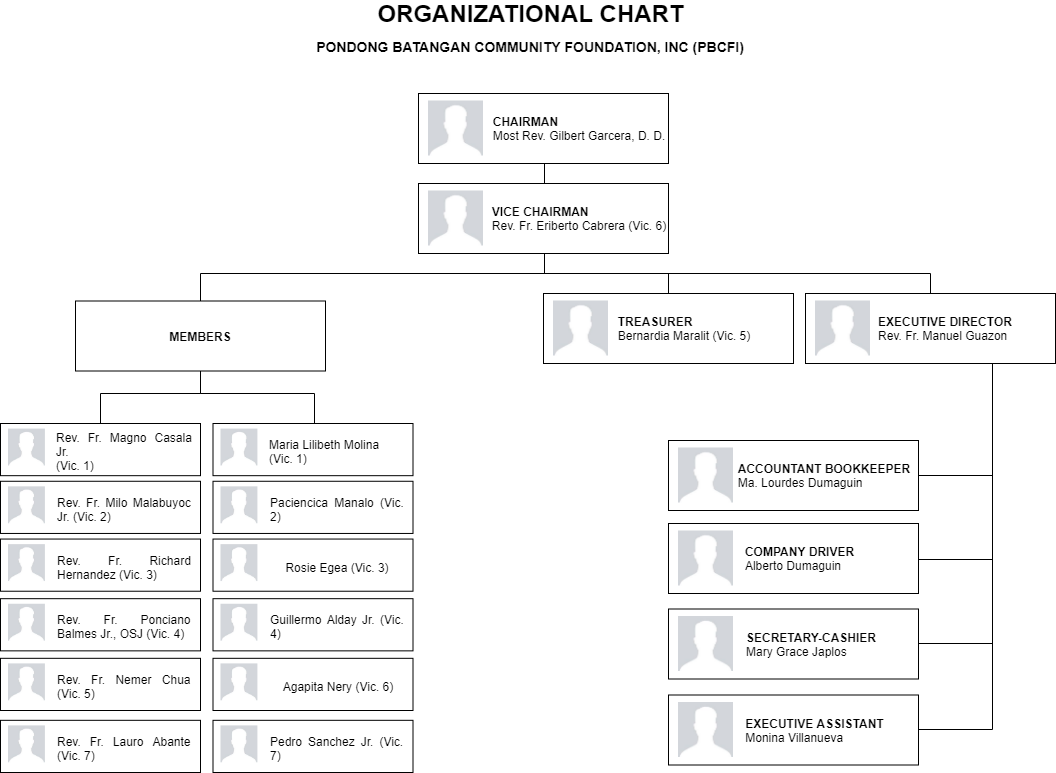 ORGANIZATIONAL CHART
PONDONG BATANGAN COMMUNITY FOUNDATION, INC (PBCFI)
CHAIRMAN
Most Rev. Gilbert Garcera, D. D.
VICE CHAIRMAN
Rev. Fr. Eriberto Cabrera (Vic. 6)
MEMBERS
TREASURER
Bernardia Maralit (Vic. 5)
EXECUTIVE DIRECTOR
Rev. Fr. Manuel Guazon
Rev. Fr. Magno Casala
Jr.
(Vic. 1)
Maria Lilibeth Molina
(Vic. 1)
Rev. Fr. Milo Malabuyoc
Jr. (Vic. 2)
Paciencica Manalo (Vic.
2)
Rev. Fr. Richard
Hernandez (Vic. 3)
Rosie Egea (Vic. 3)
Rev. Fr. Ponciano
Balmes Jr., OSJ (Vic. 4)
Guillermo Alday Jr. (Vic.
4)
Rev. Fr. Nemer Chua
(Vic. 5)
Agapita Nery (Vic. 6)
Rev. Fr. Lauro Abante
(Vic. 7)
Pedro Sanchez Jr. (Vic.
7)
ACCOUNTANT BOOKKEEPER
Ma. Lourdes Dumaguin
COMPANY DRIVER
Alberto Dumaguin
SECRETARY-CASHIER
Mary Grace Japlos
EXECUTIVE ASSISTANT
Monina Villanueva